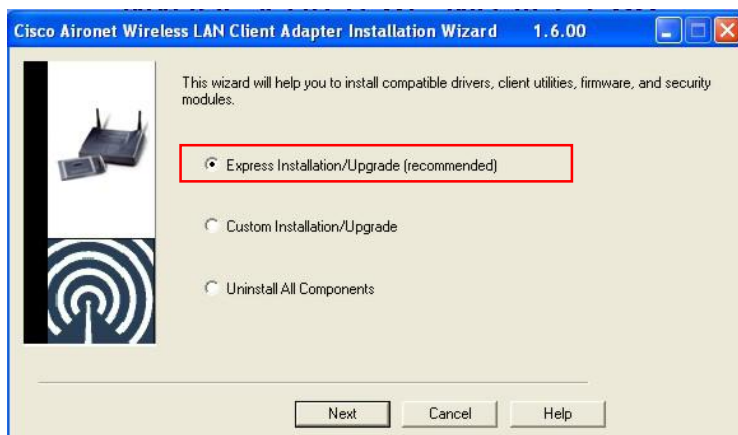 Cisco Aironet Wireless LAN Client Adapter Installation Wizard 1.6.00
This wizard will help you to install compatible drivers, client utilities, firmware, and security
modules.
Express Installation/Upgrade (recommended)
Custom Installation/Upgrade
Uninstall All Components
Next Cancel Help